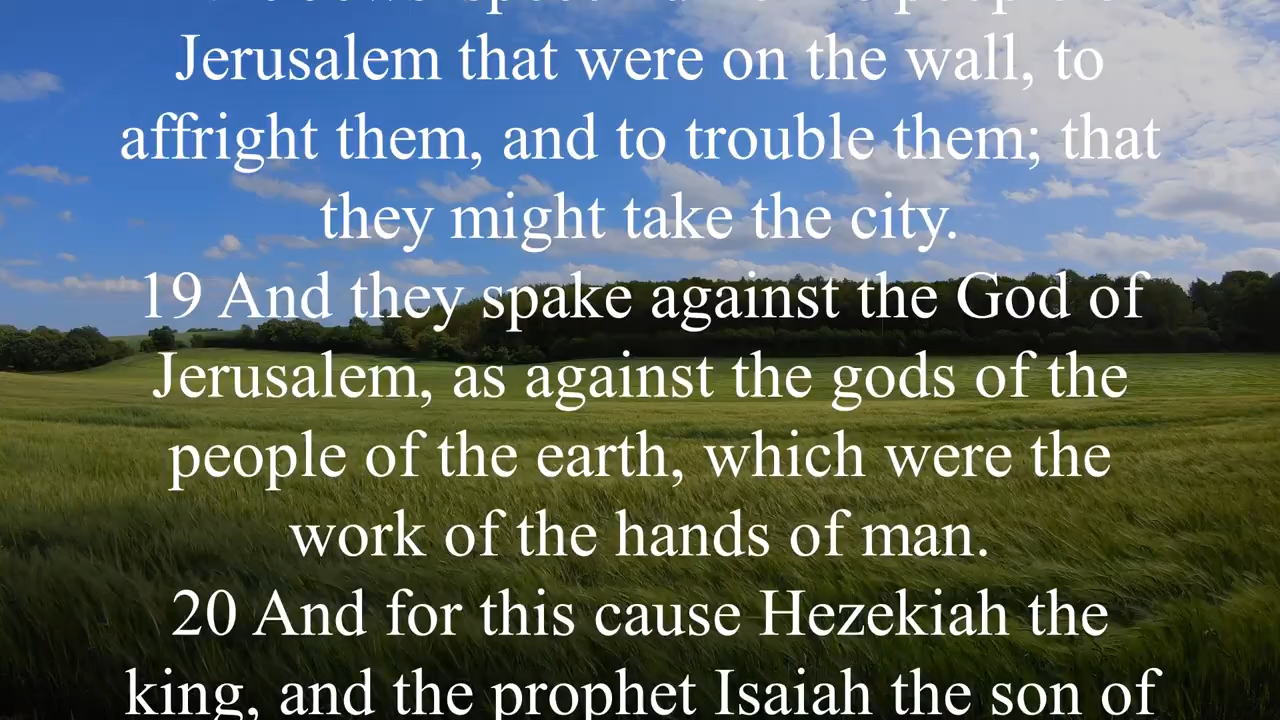 Jerusalem that were on the wall, to
affright them, and to trouble them; that
they might take the city.
19 And they spake against the God of
Jerusalem, as against the gods of the
people of the earth, which were the
work of the hands of man.
20 And for this cause Hezekiah the
king, and the prophet Isaiah the son of